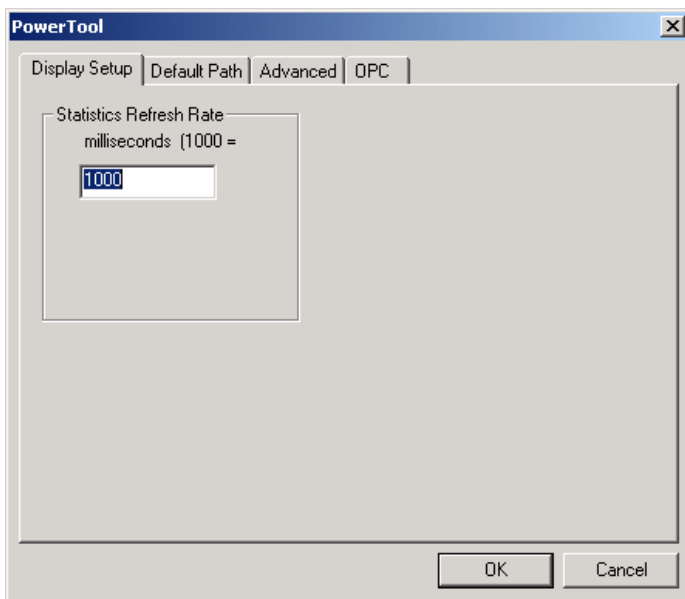 PowerTool
Display Setup Default Path Advanced OPC
Statistics Refresh Rate
milliseconds (1000 =
1000
OK Cancel